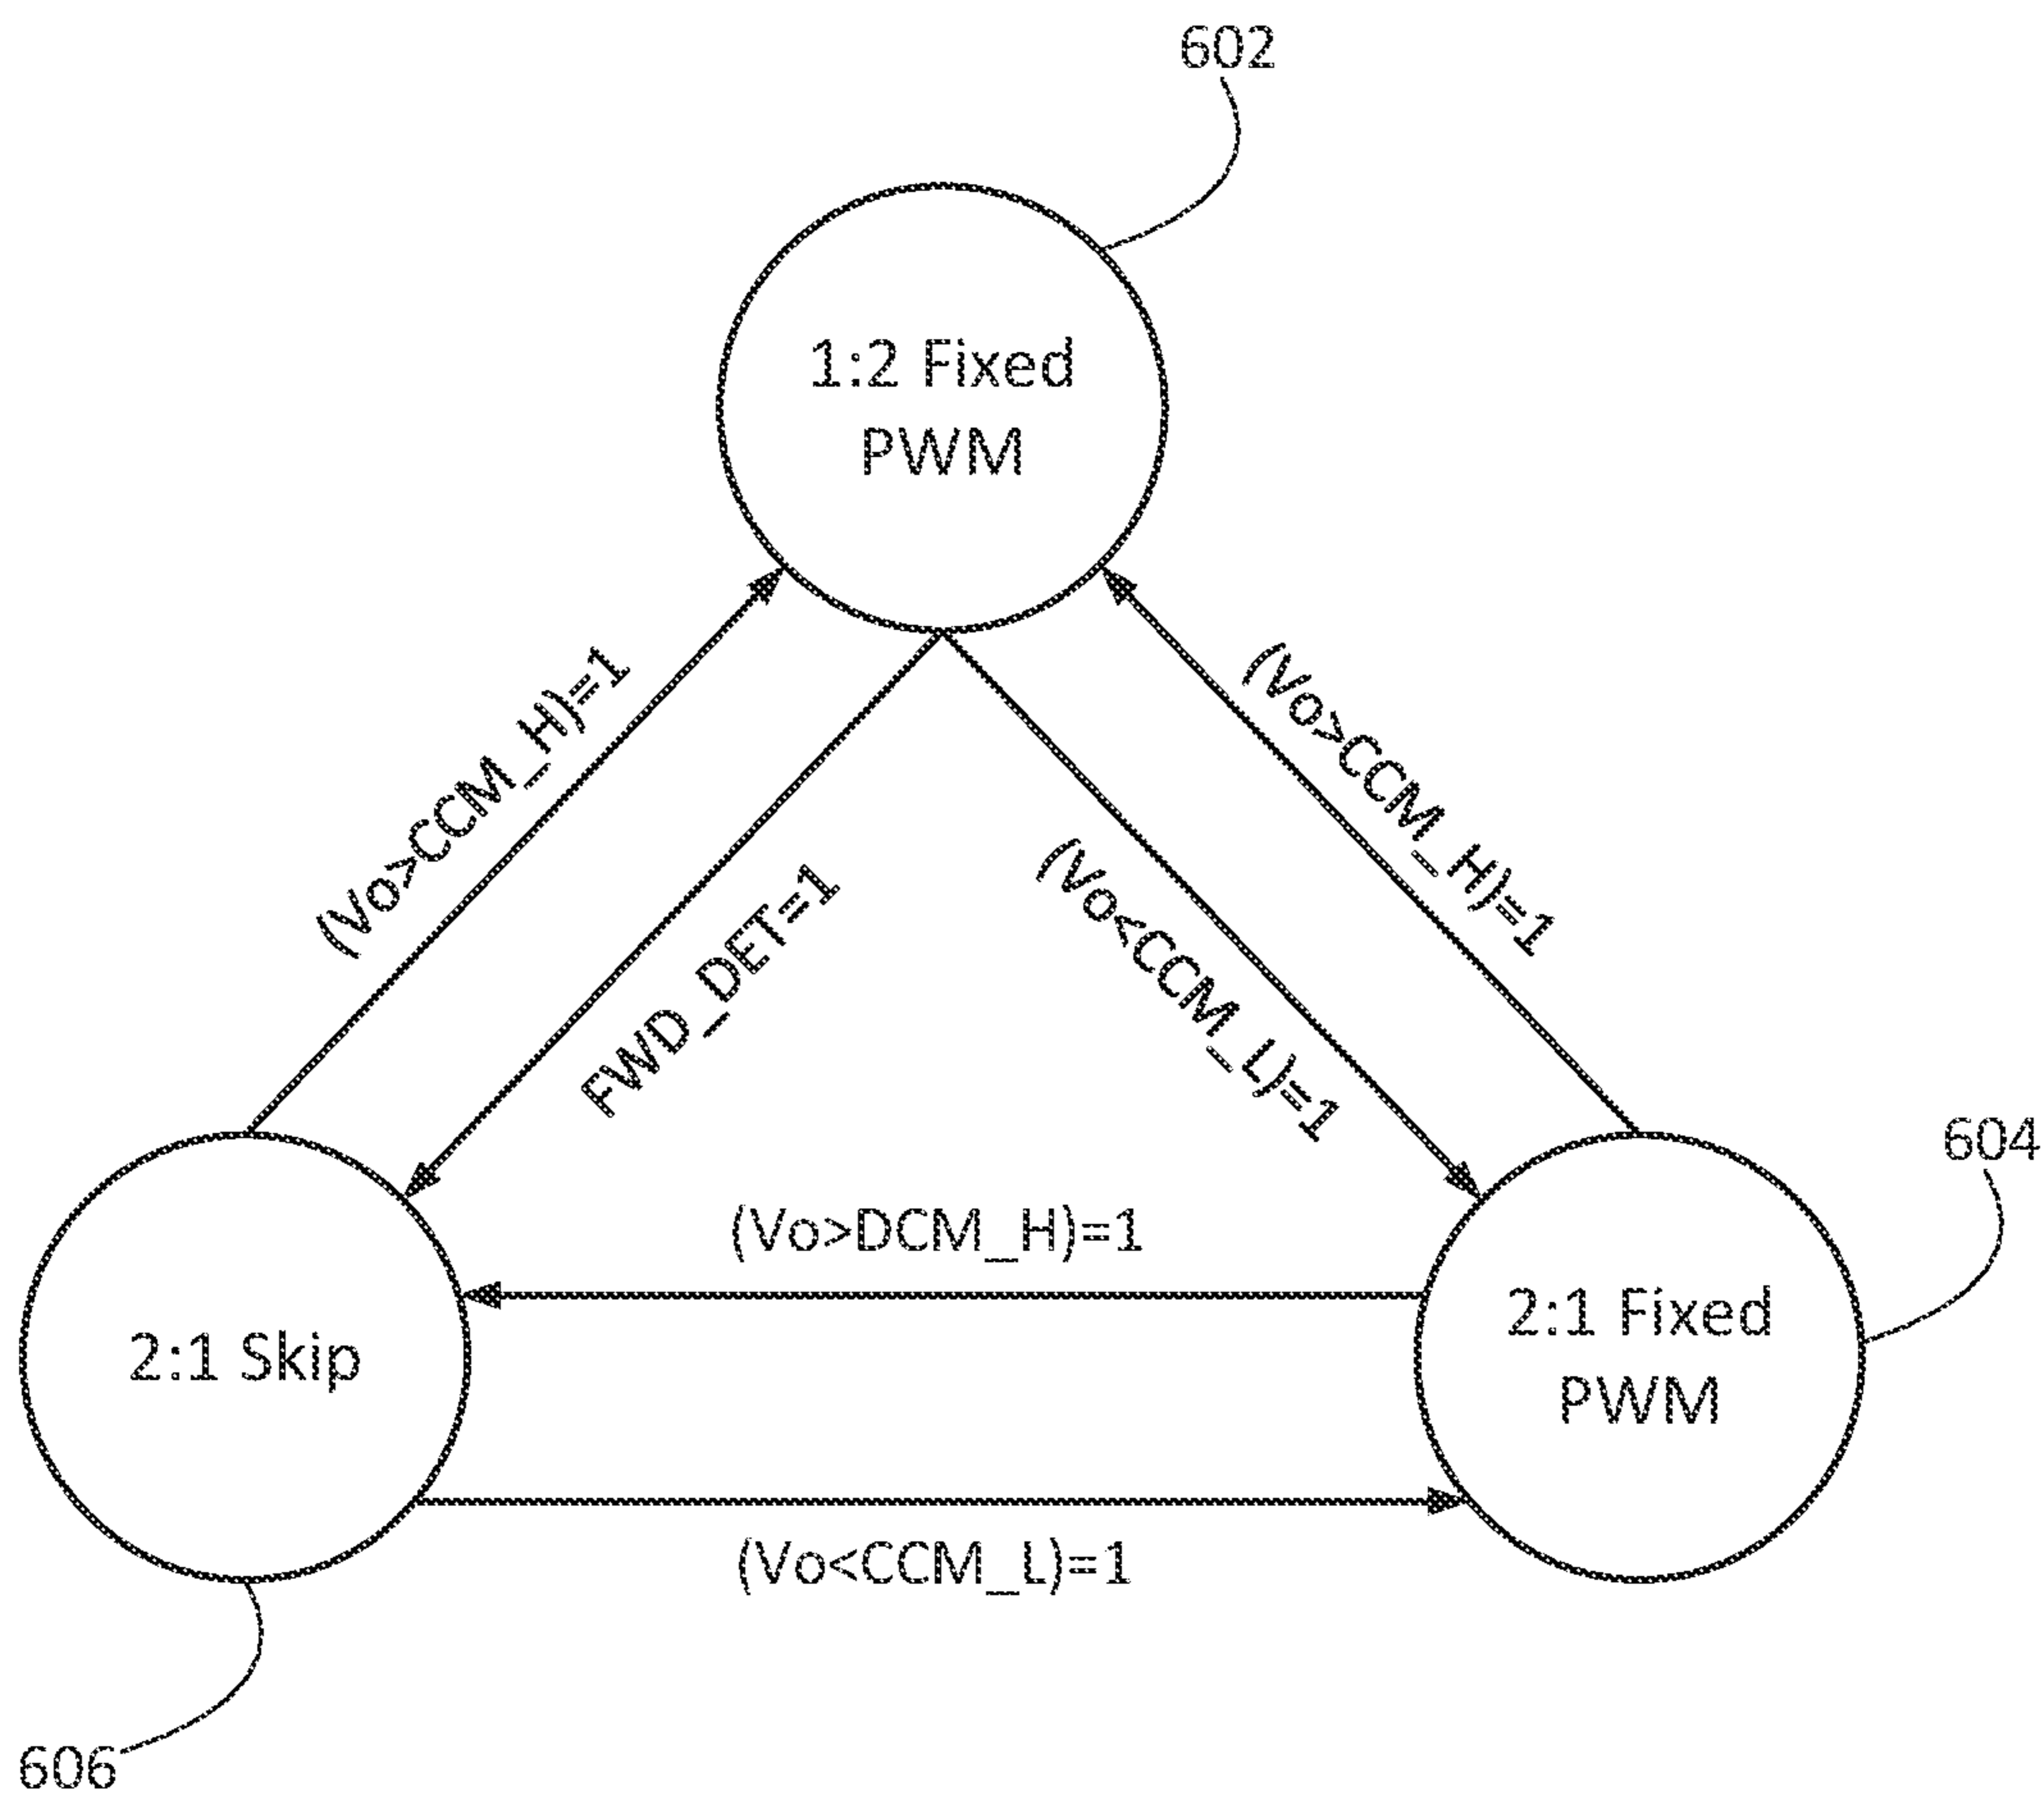 602
1:2 Fixed
PWM
(Vo>CCM_H)=1
(Vo>CCM_H)=1
FWD_DET=1
(Vo<CCM_L)=1
604
(Vo>DCM_H)=1
2:1 Skip
2:1 Fixed
PWM
(Vo<CCM_L)=1
606